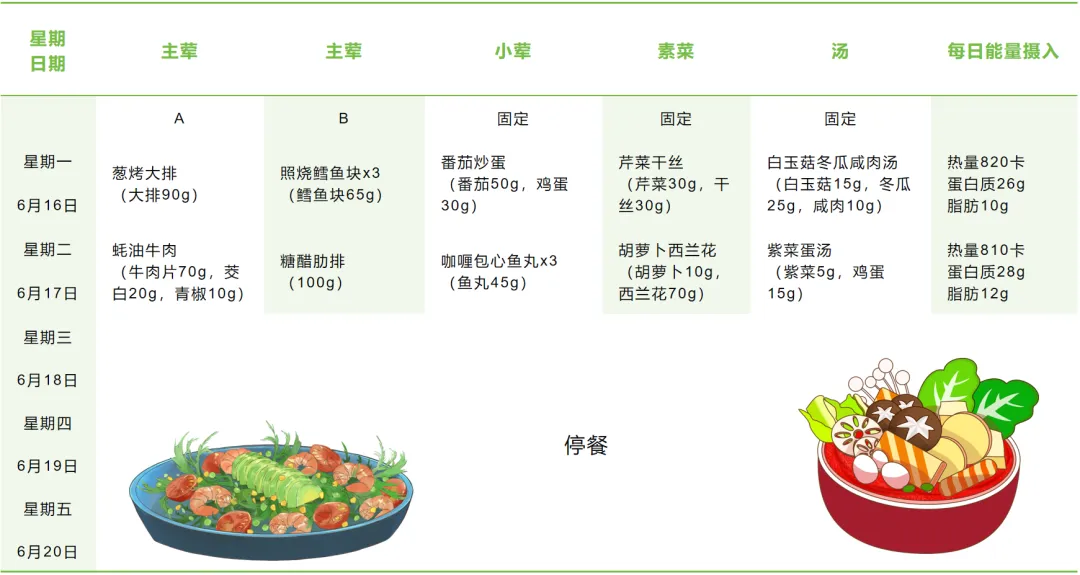 星期
日期
主荤
主荤
小荤
素菜
汤
每日能量摄入
A
B
固定
固定
固定
星期一
6月16日
葱烤大排
（大排90g）
照烧鳕鱼块x3
（鳕鱼块65g）
番茄炒蛋
（番茄50g，鸡蛋
30g）
芹菜干丝
（芹菜30g，干
丝30g）
白玉菇冬瓜咸肉汤
（白玉菇15g，冬瓜
25g，咸肉10g）
热量820卡
蛋白质26g
脂肪10g
星期二
6月17日
蚝油牛肉
（牛肉片70g，茭
白20g，青椒10g）
糖醋肋排
（100g）
咖喱包心鱼丸x3
（鱼丸45g）
胡萝卜西兰花
（胡萝卜10g，
西兰花70g）
紫菜蛋汤
（紫菜5g，鸡蛋
15g）
热量810卡
蛋白质28g
脂肪12g
星期三
6月18日
星期四
停餐
6月19日
星期五
6月20日